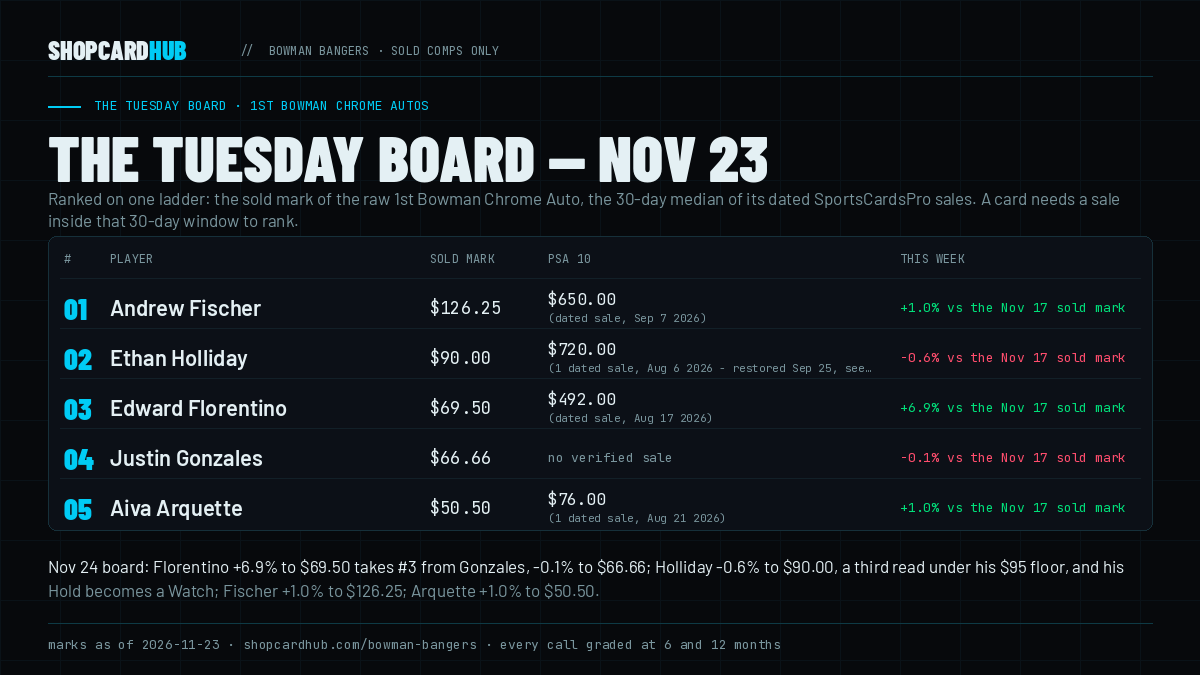 SHOPCARDHUB // BOWMAN BANGERS · SOLD COMPS ONLY
THE TUESDAY BOARD · 1ST BOWMAN CHROME AUTOS
THE TUESDAY BOARD — NOV 23
Ranked on one ladder: the sold mark of the raw 1st Bowman Chrome Auto, the 30-day median of its dated SportsCardsPro sales. A card needs a sale
inside that 30-day window to rank.
# PLAYER SOLD MARK PSA 10 THIS WEEK
01 Andrew Fischer $126.25 $650.00 +1.0% vs the Nov 17 sold mark
(dated sale, Sep 7 2026)
02 Ethan Holliday $90.00 $720.00 -0.6% vs the Nov 17 sold mark
(1 dated sale, Aug 6 2026 - restored Sep 25, see…
03 Edward Florentino $69.50 $492.00 +6.9% vs the Nov 17 sold mark
(dated sale, Aug 17 2026)
04 Justin Gonzales $66.66 no verified sale -0.1% vs the Nov 17 sold mark
05 Aiva Arquette $50.50 $76.00 +1.0% vs the Nov 17 sold mark
(1 dated sale, Aug 21 2026)
Nov 24 board: Florentino +6.9% to $69.50 takes #3 from Gonzales, -0.1% to $66.66; Holliday -0.6% to $90.00, a third read under his $95 floor, and his
Hold becomes a Watch; Fischer +1.0% to $126.25; Arquette +1.0% to $50.50.
marks as of 2026-11-23 · shopcardhub.com/bowman-bangers · every call graded at 6 and 12 months